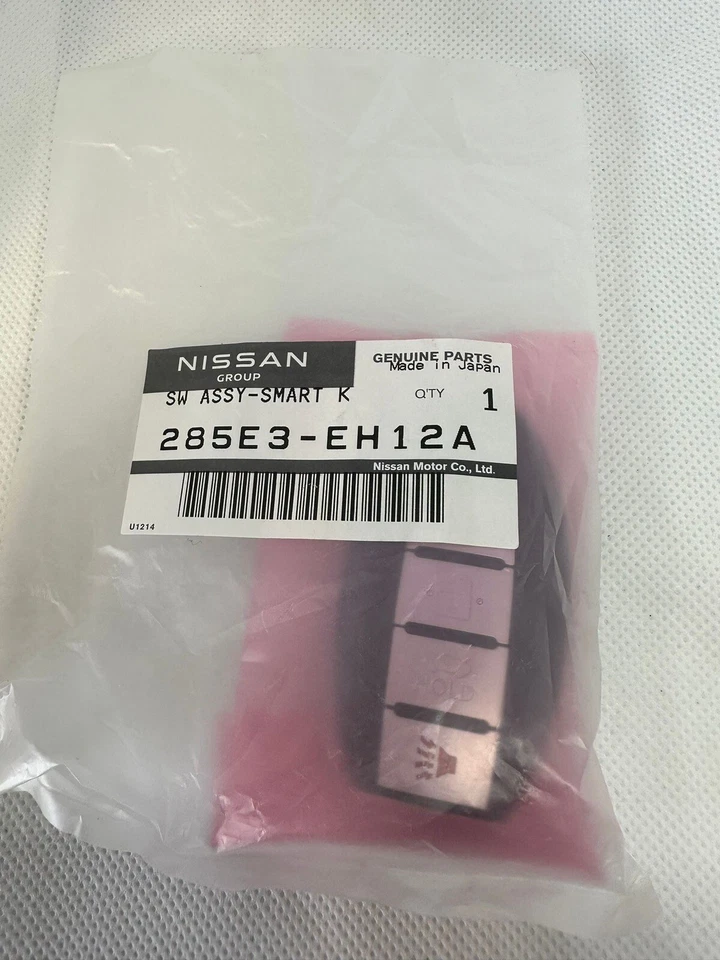 NISSAN
GROUP
GENUINE PARTS
Made in Japan
SW ASSY-SMART K
Q'TY 1
285E3-EH12A
Nissan Motor Co., Ltd.
U1214
HOLD